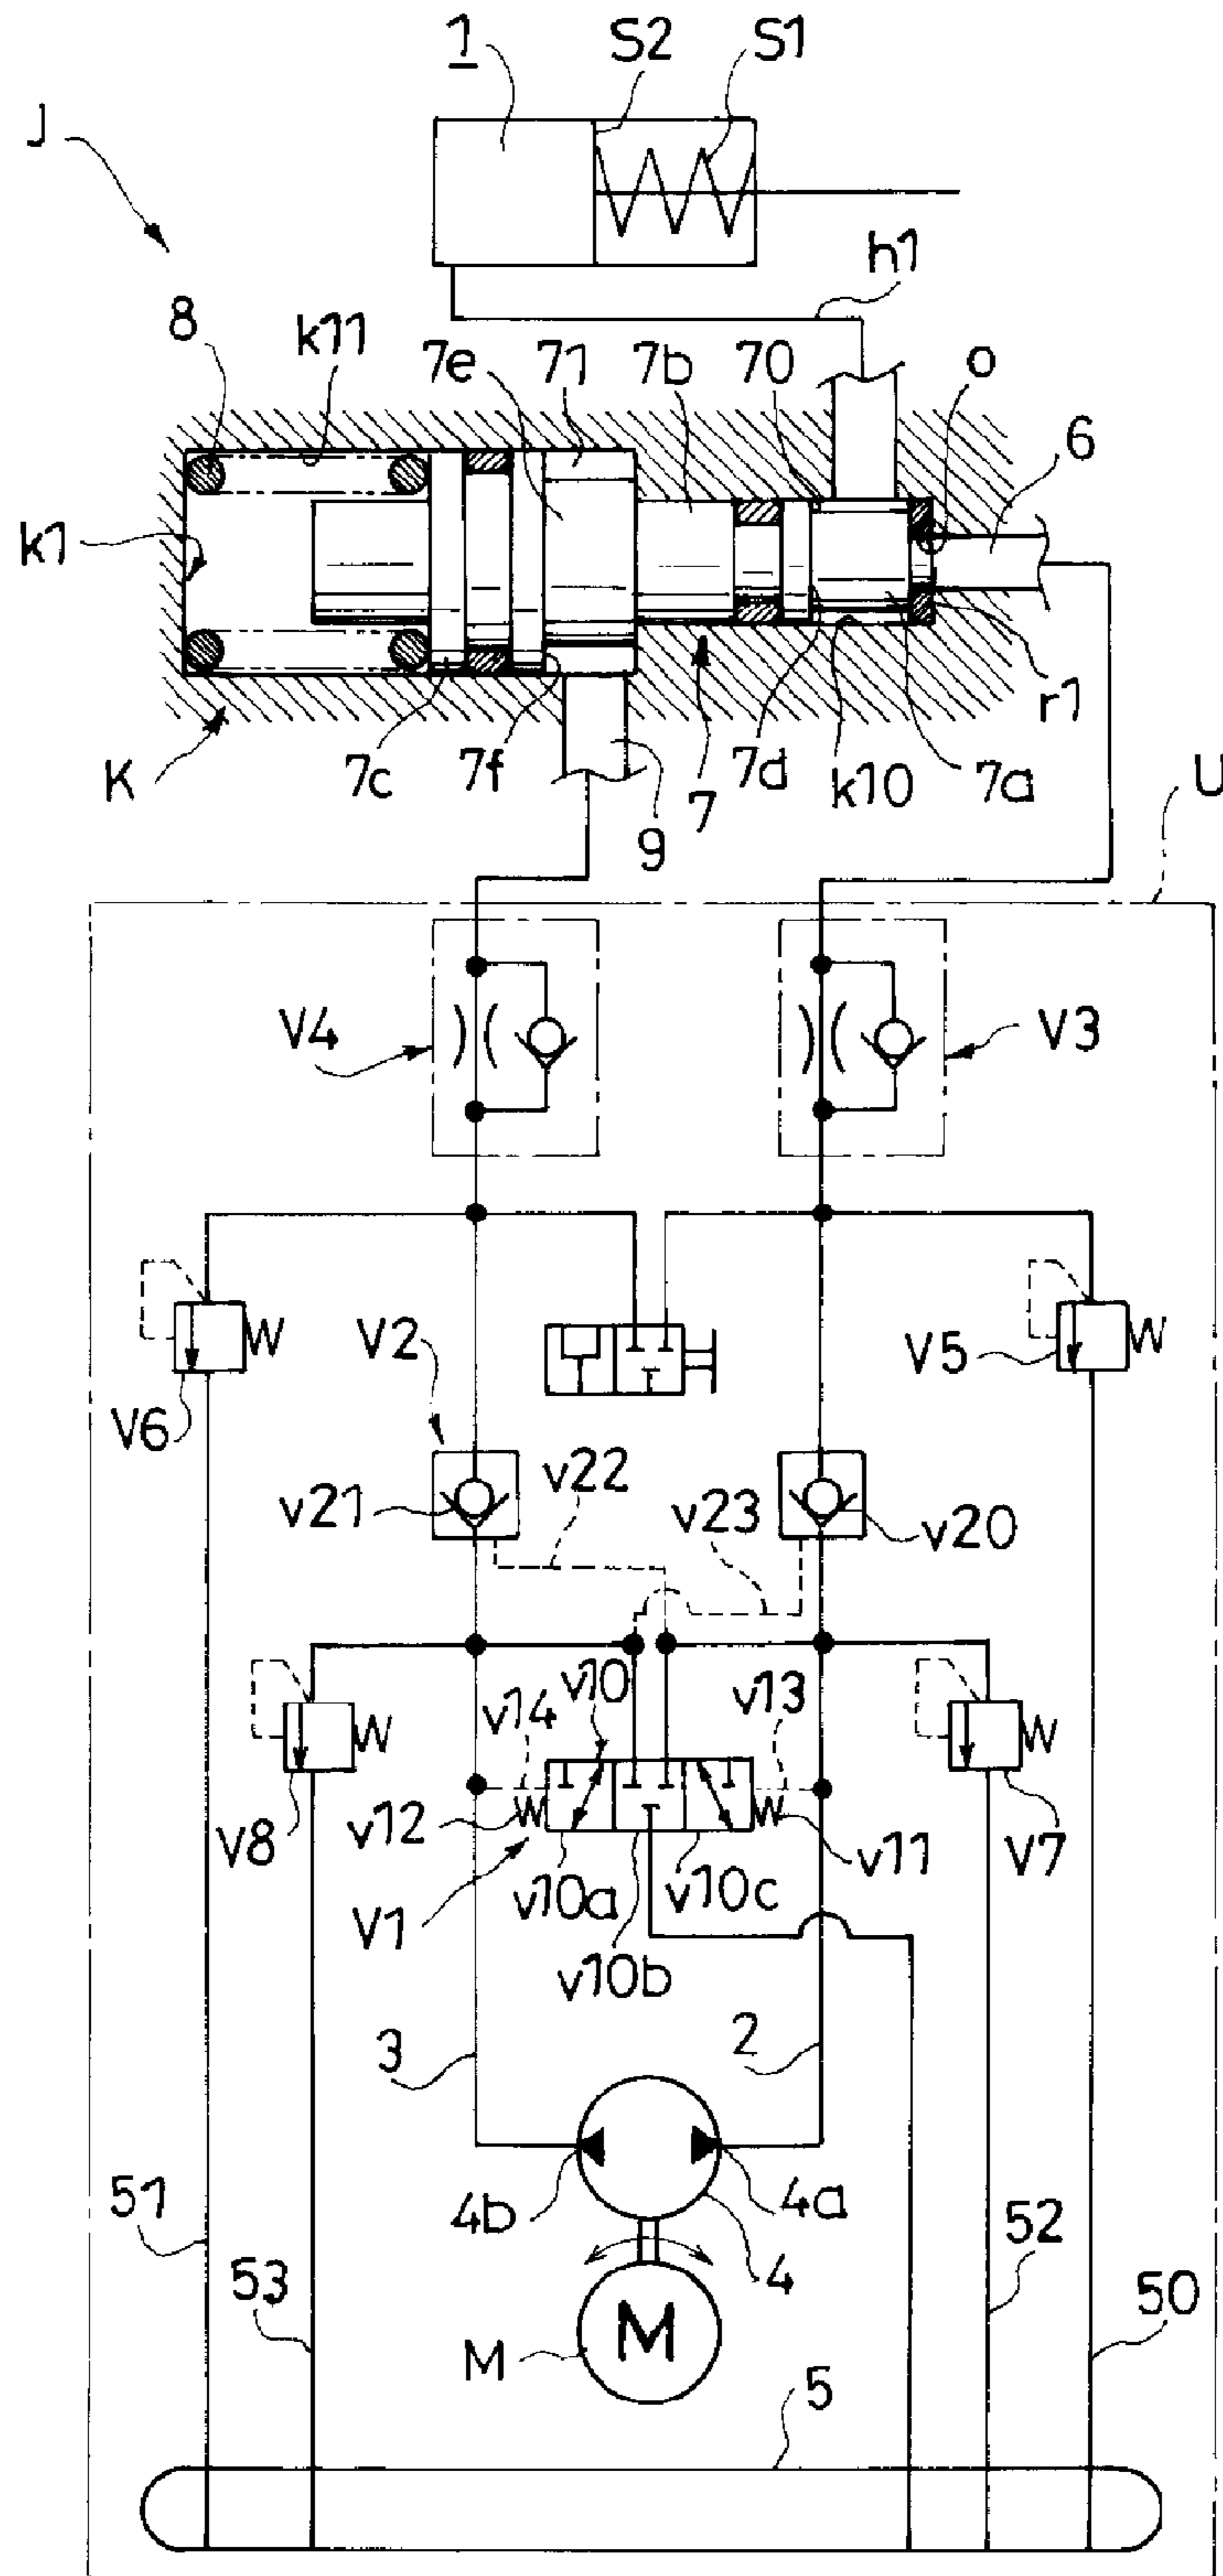 1 S2 S1
J
h1
8 k11 7e 71 7b 70 o 6
k1
K 7c 7f 9 7 7d k10 7a r1
U
V4 V3
V2 V5
V6
v21 v22 v23 v20
v14 v10 v13
v12 v11
V8 V1 v10a v10b v10c V7
3 2
4b 4a
51 53 4 52 50
M M
5